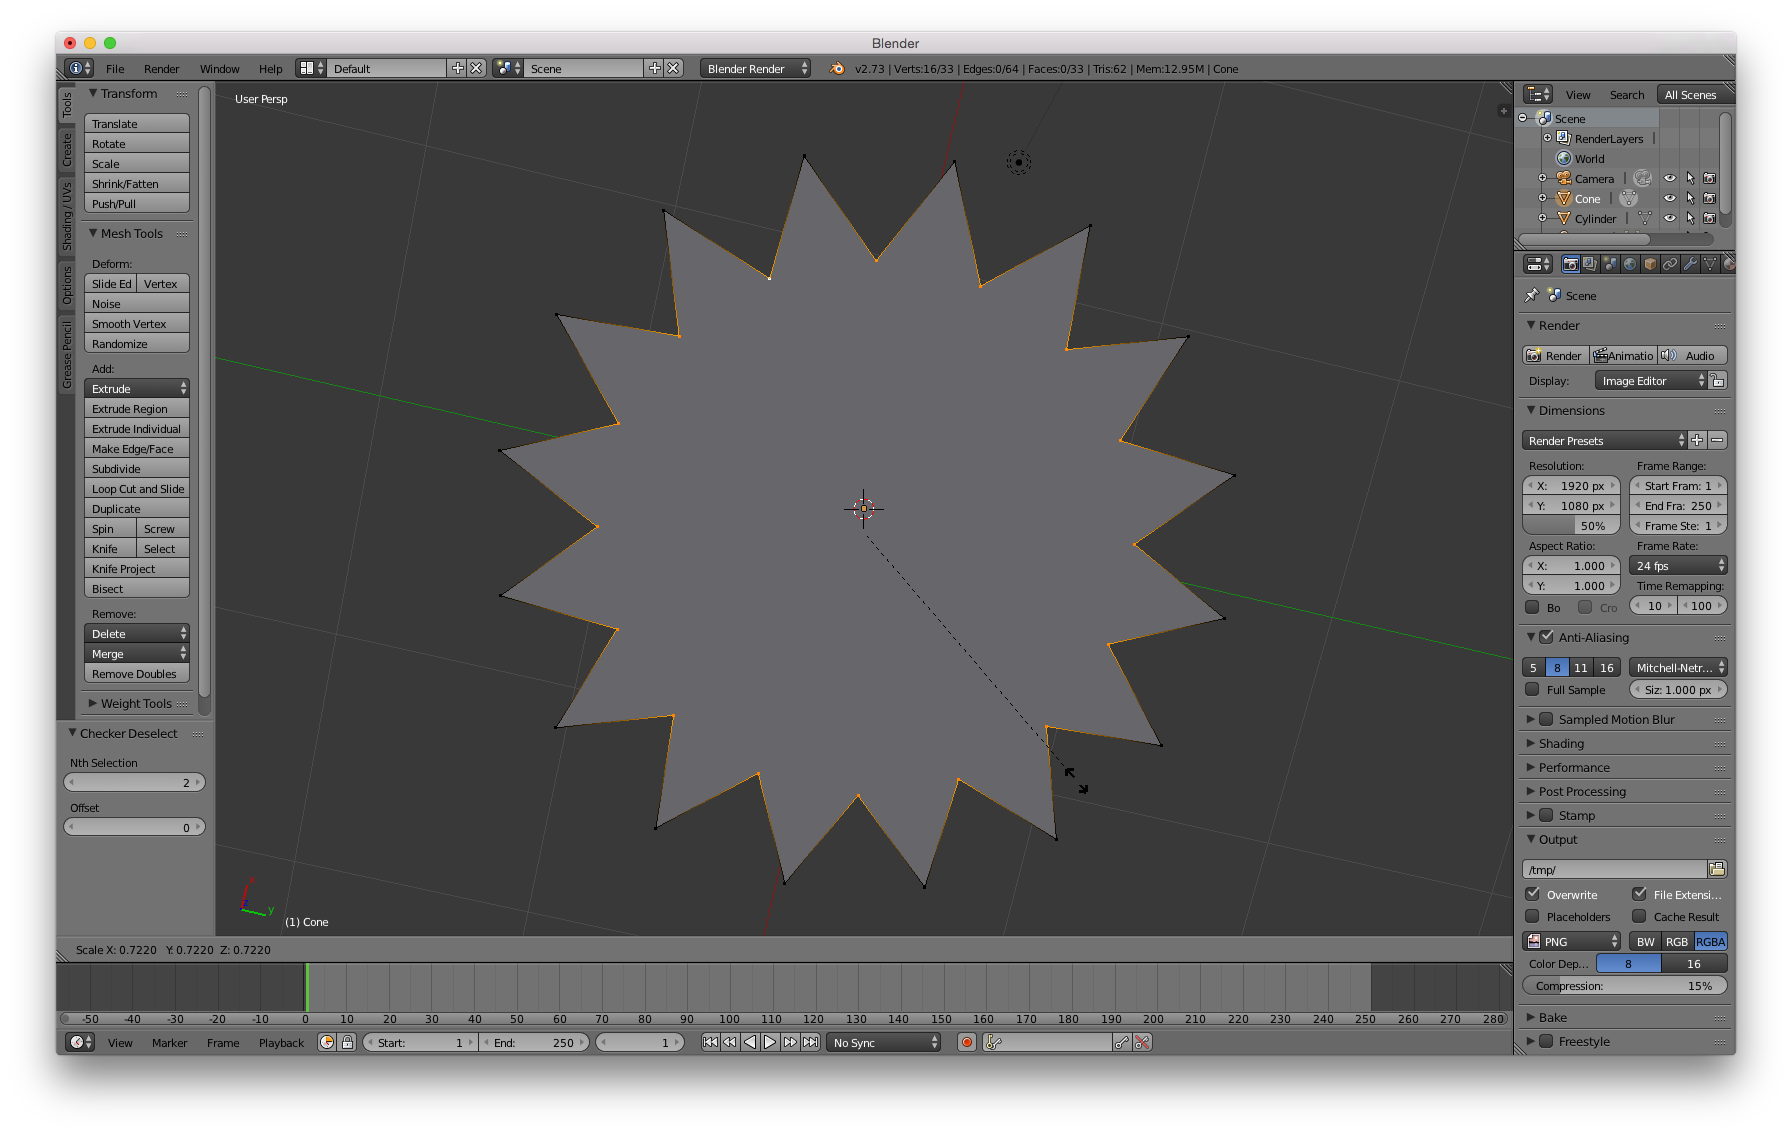 Blender
File Render Window Help Default Scene Blender Render v2.73 | Verts:16/33 | Edges:0/64 | Faces:0/33 | Tris:62 | Mem:12.95M | Cone
Tools
Create
Shading / UVs
Options
Grease Pencil
Transform
Translate
Rotate
Scale
Shrink/Fatten
Push/Pull
Mesh Tools
Deform:
Slide Ed Vertex
Noise
Smooth Vertex
Randomize
Add:
Extrude
Extrude Region
Extrude Individual
Make Edge/Face
Subdivide
Loop Cut and Slide
Duplicate
Spin Screw
Knife Select
Knife Project
Bisect
Remove:
Delete
Merge
Remove Doubles
Weight Tools
Checker Deselect
Nth Selection
2
Offset
0
User Persp
y
(1) Cone
Scale X: 0.7220 Y: 0.7220 Z: 0.7220
View Search All Scenes
Scene
RenderLayers |
World
Camera |
Cone |
Cylinder |
Scene
Render
Render Animatio Audio
Display: Image Editor
Dimensions
Render Presets
Resolution: Frame Range:
X: 1920 px Start Fram: 1
Y: 1080 px End Fra: 250
50% Frame Ste: 1
Aspect Ratio: Frame Rate:
X: 1.000 24 fps
Y: 1.000 Time Remapping:
Bo Cro 10 100
Anti-Aliasing
5 8 11 16 Mitchell-Netr...
Full Sample Siz: 1.000 px
Sampled Motion Blur
Shading
Performance
Post Processing
Stamp
Output
/tmp/
Overwrite File Extensi...
Placeholders Cache Result
PNG BW RGB RGBA
Color Dep... 8 16
Compression: 15%
Bake
Freestyle
-50 -40 -30 -20 -10 0 10 20 30 40 50 60 70 80 90 100 110 120 130 140 150 160 170 180 190 200 210 220 230 240 250 260 270 280
View Marker Frame Playback Start: 1 End: 250 1 No Sync